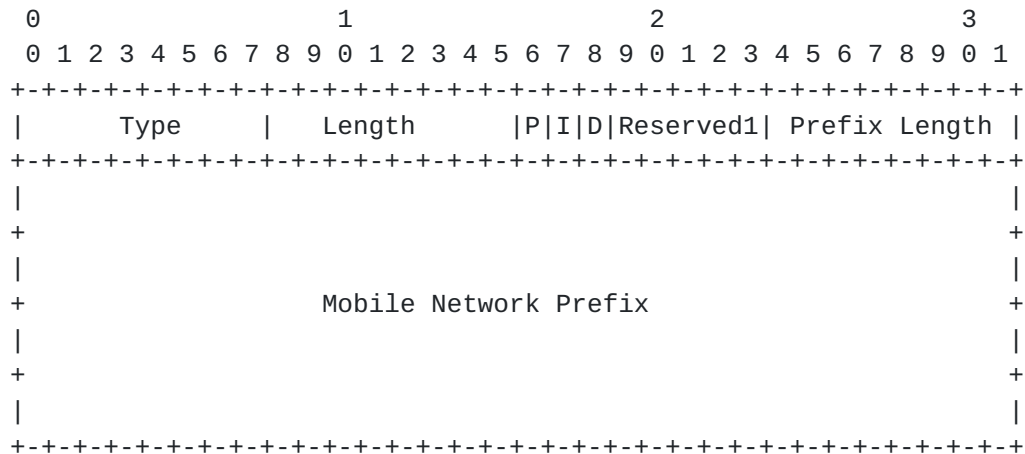 0                   1                   2                   3
 0 1 2 3 4 5 6 7 8 9 0 1 2 3 4 5 6 7 8 9 0 1 2 3 4 5 6 7 8 9 0 1
+-+-+-+-+-+-+-+-+-+-+-+-+-+-+-+-+-+-+-+-+-+-+-+-+-+-+-+-+-+-+-+-+
|      Type     |   Length      |P|I|D|Reserved1| Prefix Length |
+-+-+-+-+-+-+-+-+-+-+-+-+-+-+-+-+-+-+-+-+-+-+-+-+-+-+-+-+-+-+-+-+
|                                                               |
+                                                               +
|                                                               |
+                   Mobile Network Prefix                       +
|                                                               |
+                                                               +
|                                                               |
+-+-+-+-+-+-+-+-+-+-+-+-+-+-+-+-+-+-+-+-+-+-+-+-+-+-+-+-+-+-+-+-+